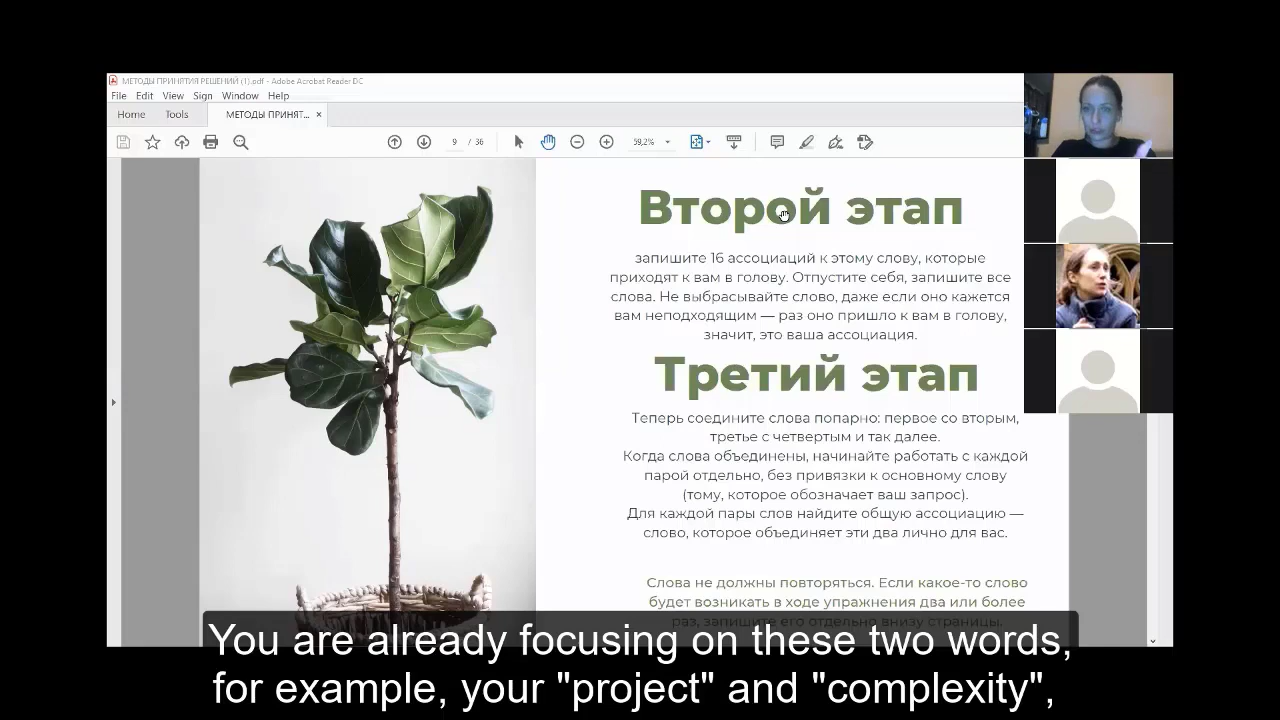 МЕТОДЫ ПРИНЯТИЯ РЕШЕНИЙ (1).pdf - Adobe Acrobat Reader DC
File Edit View Sign Window Help
Home Tools МЕТОДЫ ПРИНЯТ... ×
9 / 36 59,2%
Второй этап
запишите 16 ассоциаций к этому слову, которые
приходят к вам в голову. Отпустите себя, запишите все
слова. Не выбрасывайте слово, даже если оно кажется
вам неподходящим — раз оно пришло к вам в голову,
значит, это ваша ассоциация.
Третий этап
Теперь соедините слова попарно: первое со вторым,
третье с четвертым и так далее.
Когда слова объединены, начинайте работать с каждой
парой отдельно, без привязки к основному слову
(тому, которое обозначает ваш запрос).
Для каждой пары слов найдите общую ассоциацию —
слово, которое объединяет эти два лично для вас.
Слова не должны повторяться. Если какое-то слово
будет возникать в ходе упражнения два или более
раз, запишите его отдельно внизу страницы.
You are already focusing on these two words,
for example, your "project" and "complexity",